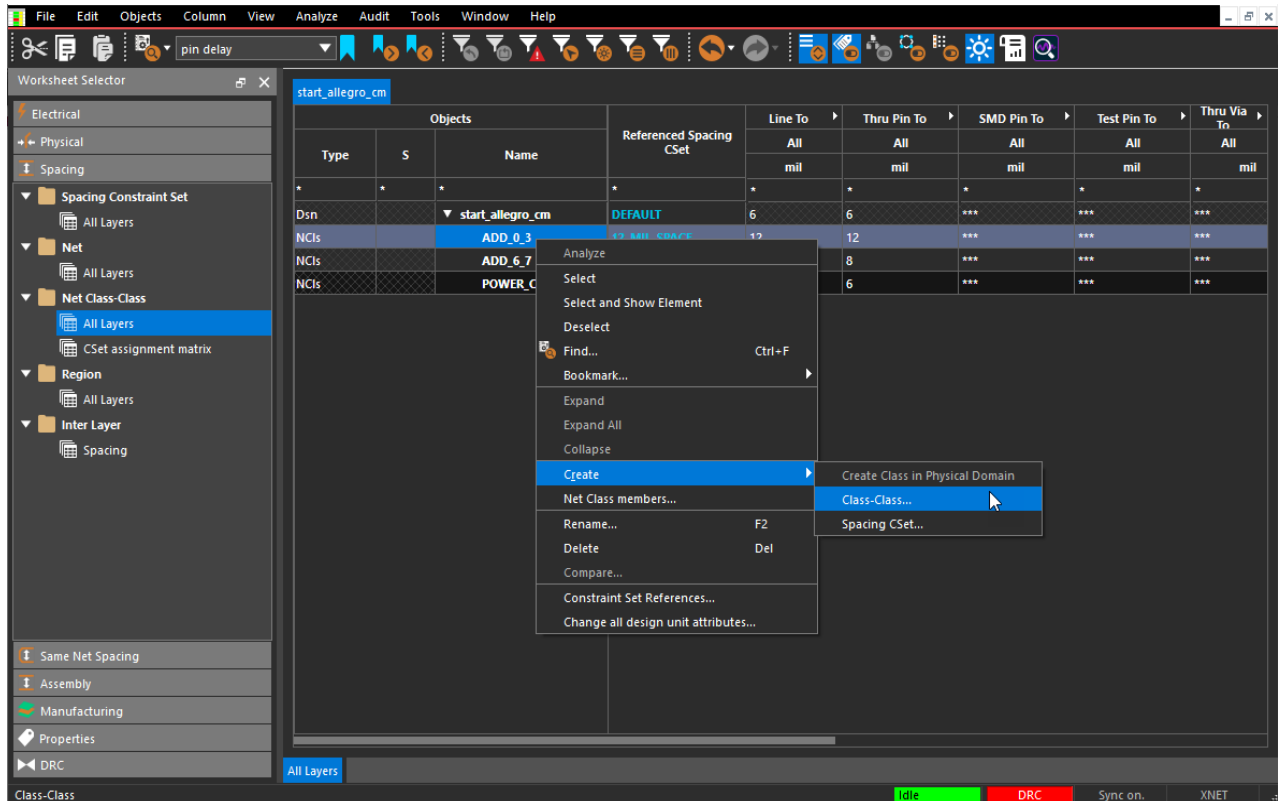 File Edit Objects Column View Analyze Audit Tools Window Help
pin delay
Worksheet Selector
Electrical
Physical
Spacing
Spacing Constraint Set
All Layers
Net
All Layers
Net Class-Class
All Layers
CSet assignment matrix
Region
All Layers
Inter Layer
Spacing
Same Net Spacing
Assembly
Manufacturing
Properties
DRC
start_allegro_cm
Objects Referenced Spacing CSet Line To Thru Pin To SMD Pin To Test Pin To Thru Via To
Type S Name All All All All All
mil mil mil mil mil
* * * * * * * * *
Dsn start_allegro_cm DEFAULT 6 6 *** *** ***
NCls ADD_0_3 12_MIL_SPACE 12 12 *** *** ***
NCls ADD_6_7 8 *** *** ***
NCls POWER_C 6 *** *** ***
Analyze
Select
Select and Show Element
Deselect
Find... Ctrl+F
Bookmark...
Expand
Expand All
Collapse
Create
Net Class members...
Rename... F2
Delete Del
Compare...
Constraint Set References...
Change all design unit attributes...
Create Class in Physical Domain
Class-Class...
Spacing CSet...
All Layers
Class-Class Idle DRC Sync on. XNET